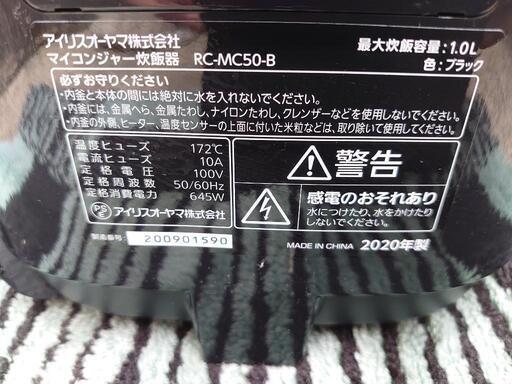 アイリスオーヤマ株式会社
マイコンジャー炊飯器 RC-MC50-B
最大炊飯容量:1.0L
色:ブラック
必ずお守りください
・内釜と本体の間には絶対に水を入れないでください。
・内釜には、金属へら、金属たわし、ナイロンたわし、クレンザーなどを使用しないでください。
・内釜の外側、ヒーター、温度センサーの上面に付いた米粒などは、取り除いて使用してください。
温度ヒューズ 172℃
電流ヒューズ 10A
定格電圧 100V
定格周波数 50/60Hz
定格消費電力 645W
PSE アイリスオーヤマ株式会社
製造番号: 200901590
警告
感電のおそれあり
水につけたり、水をかけたり
しないでください。
MADE IN CHINA 2020年製